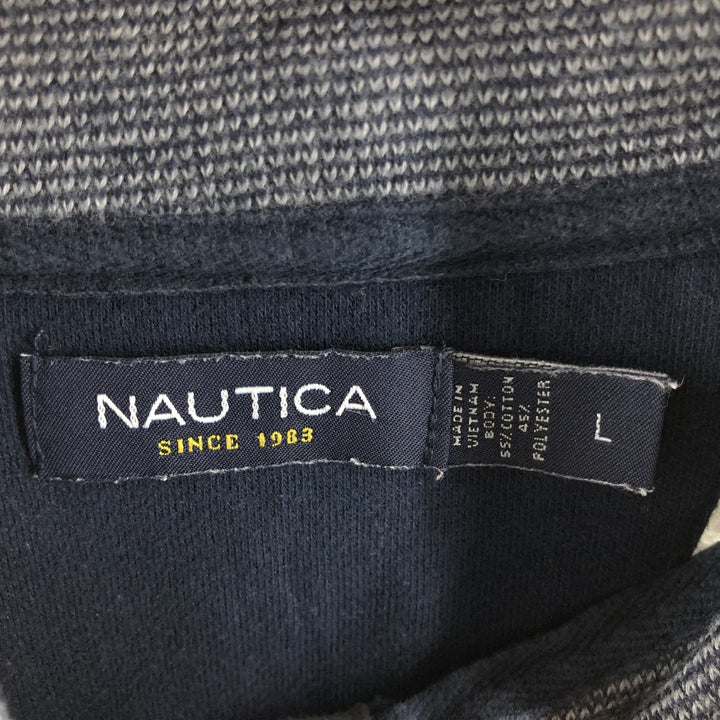 NAUTICA
SINCE 1983
MADE IN
VIETNAM
BODY:
55%COTTON
45%
POLYESTER
L